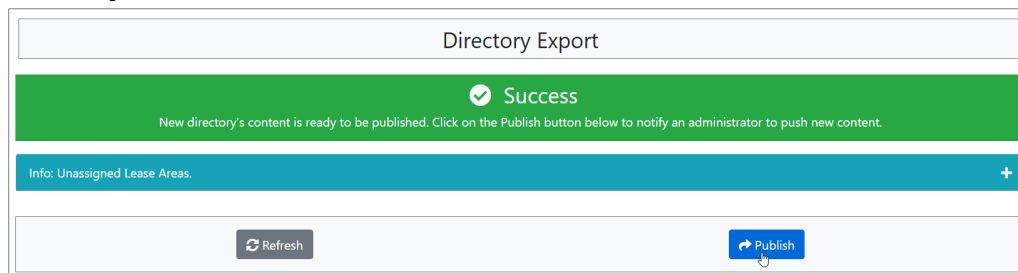 Directory Export
Success
New directory's content is ready to be published. Click on the Publish button below to notify an administrator to push new content.
Info: Unassigned Lease Areas.
Refresh
Publish